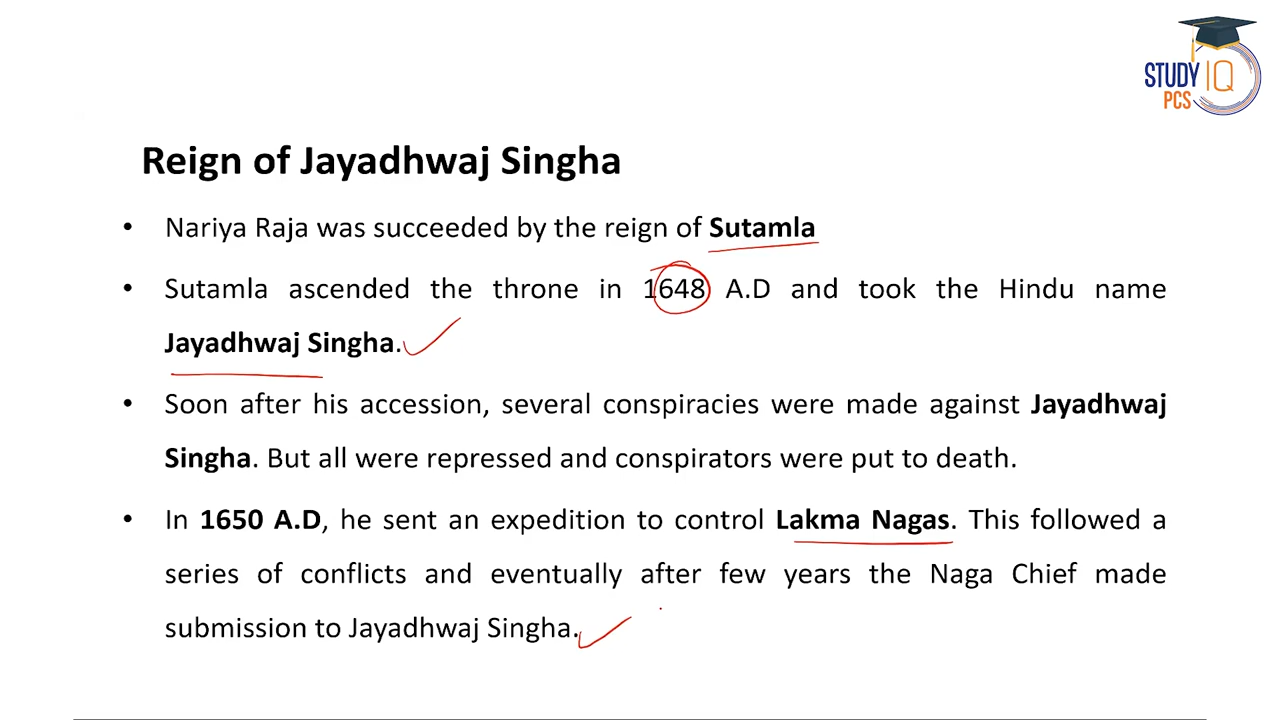 STUDY IQ
PCS
Reign of Jayadhwaj Singha
• Nariya Raja was succeeded by the reign of Sutamla
• Sutamla ascended the throne in 1648 A.D and took the Hindu name
Jayadhwaj Singha.
• Soon after his accession, several conspiracies were made against Jayadhwaj
Singha. But all were repressed and conspirators were put to death.
• In 1650 A.D, he sent an expedition to control Lakma Nagas. This followed a
series of conflicts and eventually after few years the Naga Chief made
submission to Jayadhwaj Singha.